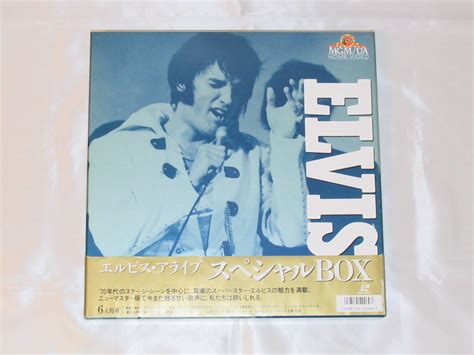 MGM/UA
HOME VIDEO
ELVIS
エルビス・アライブ スペシャルBOX
'70年代のステージ・シーンを中心に、真実のスーパースター・エルビスの魅力を満載。
ニューマスター版で今また甦る甘い歌声に、私たちは酔いしれる。
6大特典